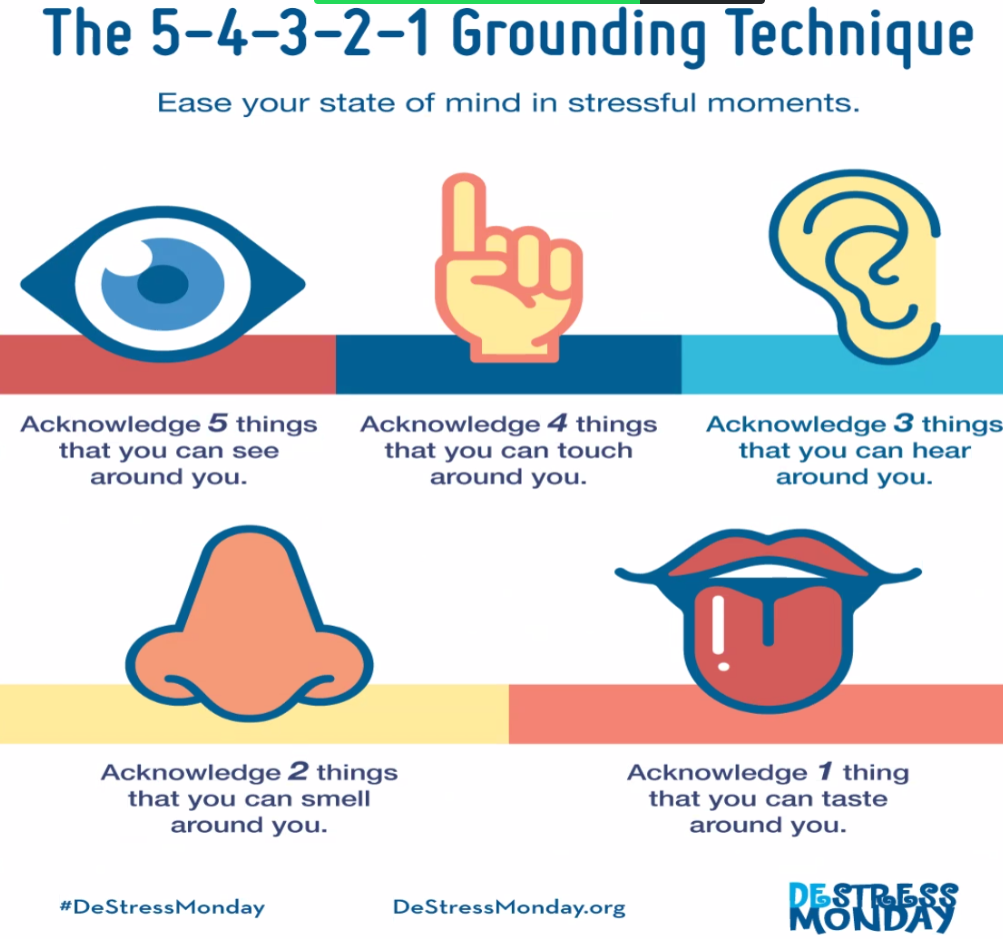 The 5-4-3-2-1 Grounding Technique
Ease your state of mind in stressful moments.
Acknowledge 5 things
that you can see
around you.
Acknowledge 4 things
that you can touch
around you.
Acknowledge 3 things
that you can hear
around you.
Acknowledge 2 things
that you can smell
around you.
Acknowledge 1 thing
that you can taste
around you.
#DeStressMonday
DeStressMonday.org
DESTRESS
MONDAY